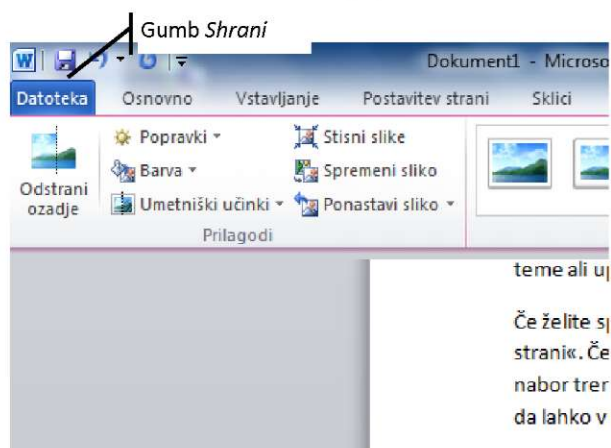 Gumb Shrani
W
Dokument1 - Microso
Datoteka Osnovno Vstavljanje Postavitev strani Sklici
Popravki Stisni slike
Barva Spremeni sliko
Odstrani ozadje
Umetniški učinki Ponastavi sliko
Prilagodi
teme ali up
Če želite sp
strani«. Če
nabor trer
da lahko v